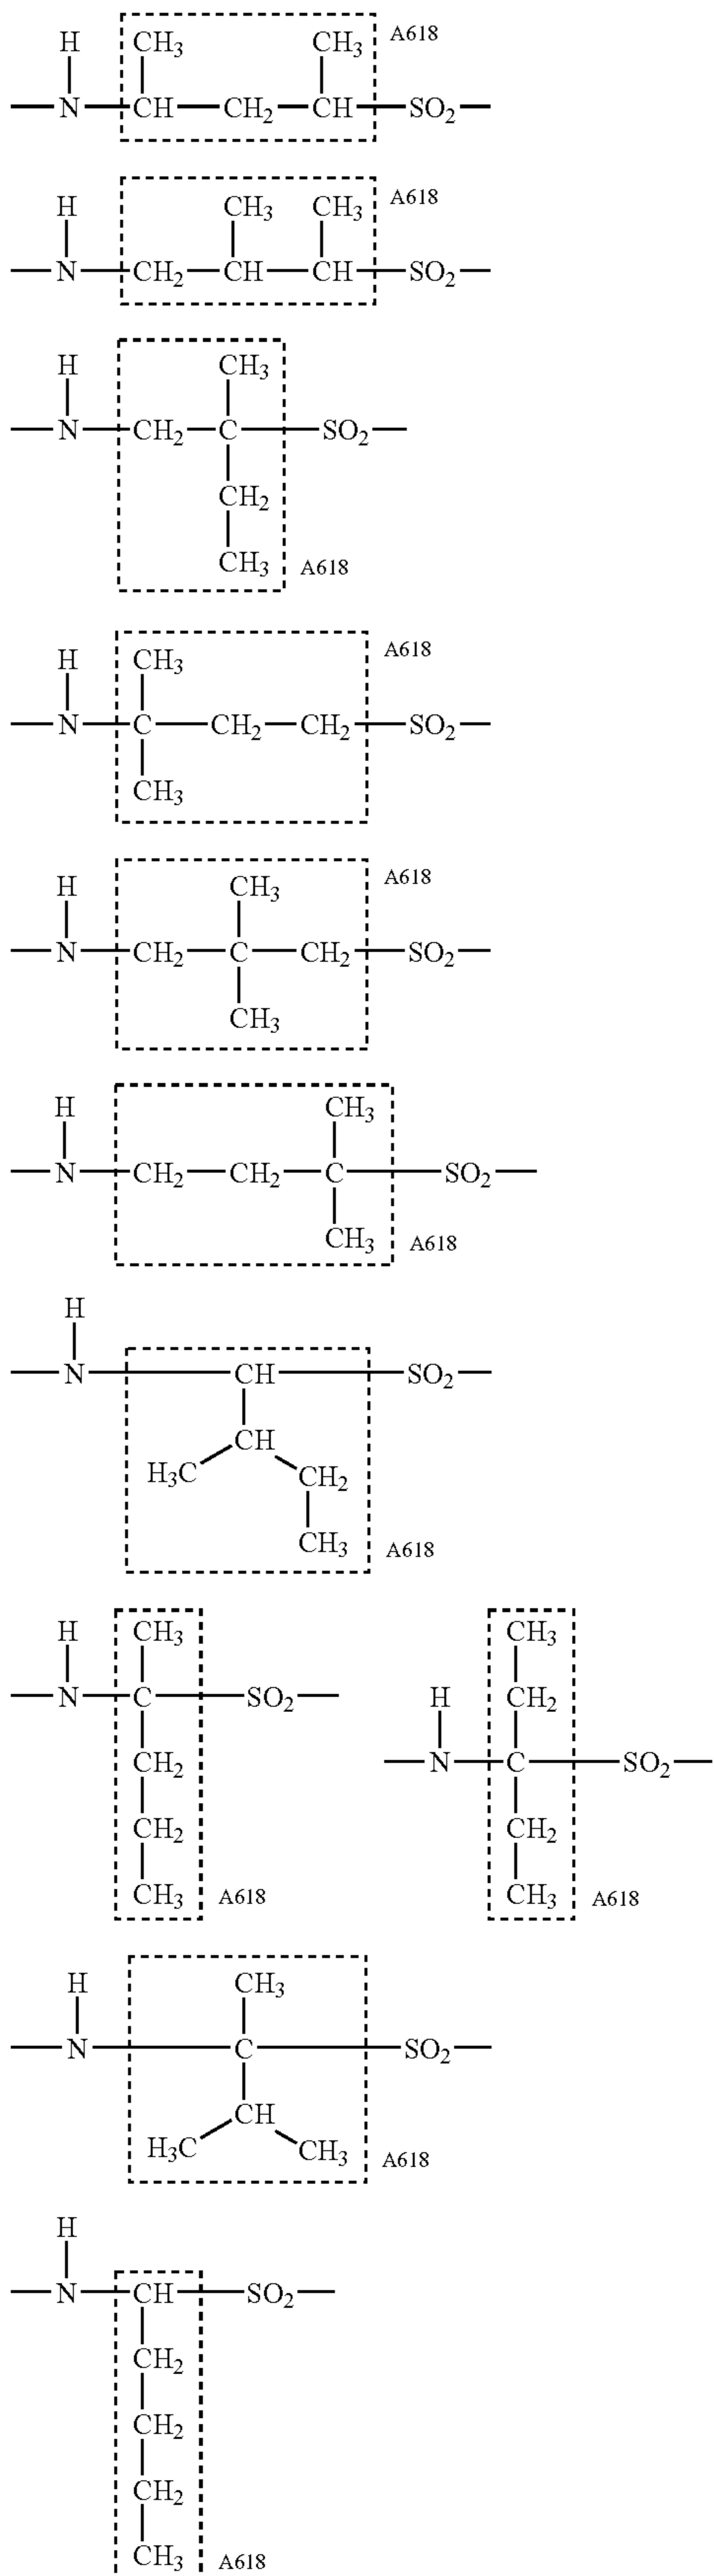 H CH₃ CH₃ A618
N CH CH₂ CH SO₂
H CH₃ CH₃ A618
N CH₂ CH CH SO₂
H CH₃
N CH₂ C SO₂
CH₂
CH₃ A618
H CH₃ A618
N C CH₂ CH₂ SO₂
CH₃
H CH₃ A618
N CH₂ C CH₂ SO₂
CH₃
H CH₃
N CH₂ CH₂ C SO₂
CH₃ A618
H
N CH SO₂
CH
H₃C CH₂
CH₃ A618
H CH₃
N C SO₂
CH₂
CH₂
CH₃ A618
CH₃
H CH₂
N C SO₂
CH₂
CH₃ A618
H CH₃
N C SO₂
CH
H₃C CH₃ A618
H
N CH SO₂
CH₂
CH₂
CH₂
CH₃ A618